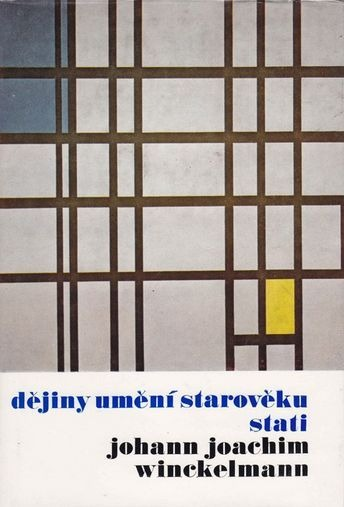 dějiny umění starověku
stati
johann joachim
winckelmann